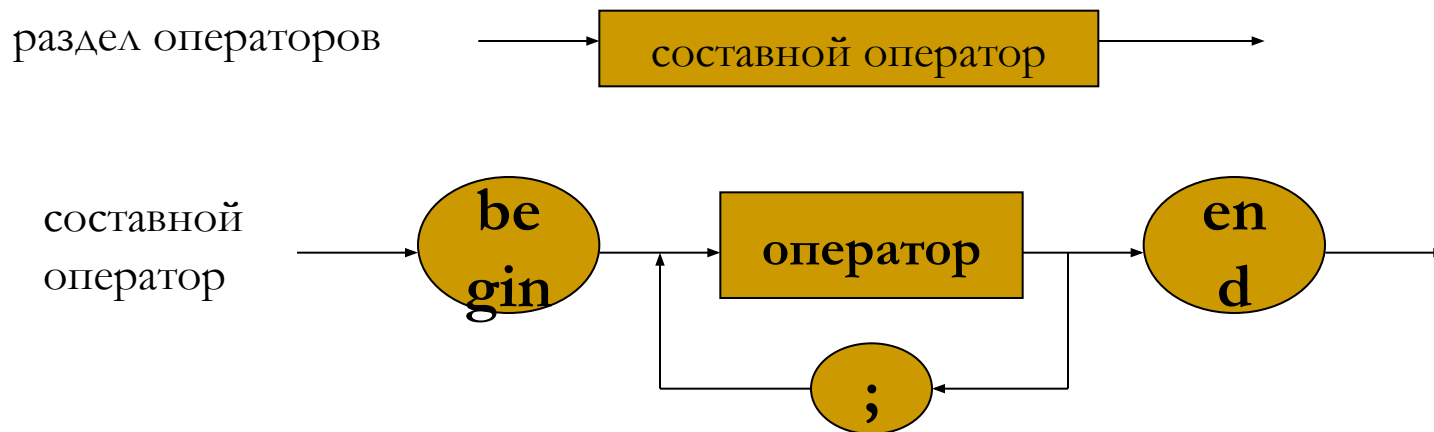 раздел операторов
составной оператор
составной
оператор
be
gin
оператор
en
d
;